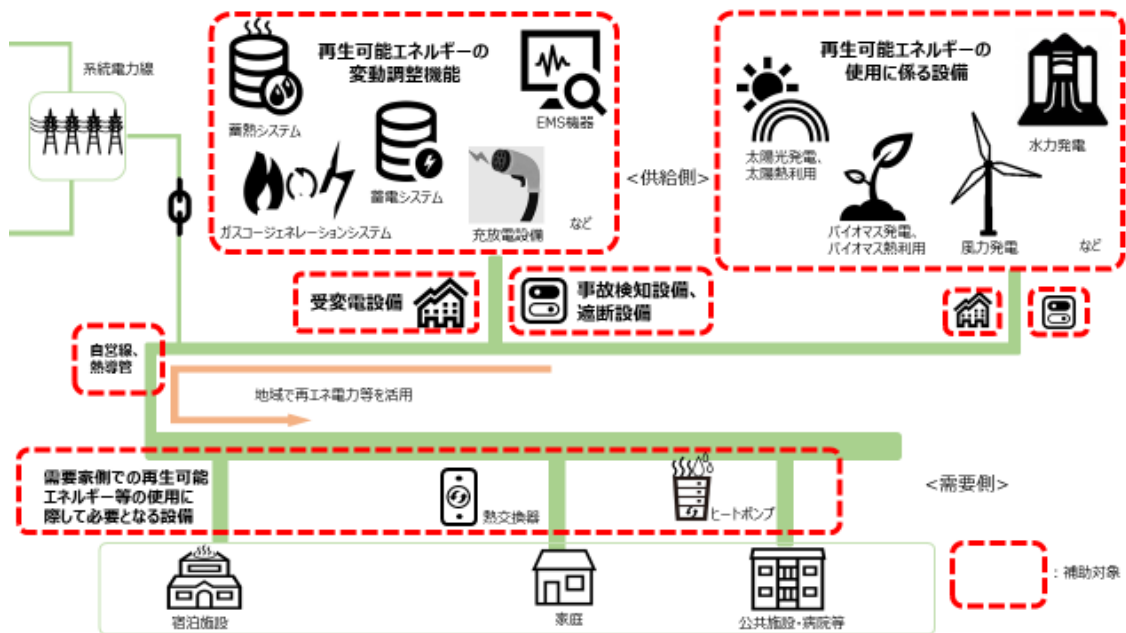 系統電力線
再生可能エネルギーの
変動調整機能
蓄熱システム
EMS機器
蓄電システム
ガスコージェネレーションシステム
充放電設備
など
<供給側>
再生可能エネルギーの
使用に係る設備
太陽光発電、
太陽熱利用
水力発電
バイオマス発電、
バイオマス熱利用
風力発電
など
受変電設備
事故検知設備、
遮断設備
自営線、
熱導管
地域で再エネ電力等を活用
需要家側での再生可能
エネルギー等の使用に
際して必要となる設備
熱交換器
ヒートポンプ
<需要側>
宿泊施設
家庭
公共施設・病院等
：補助対象